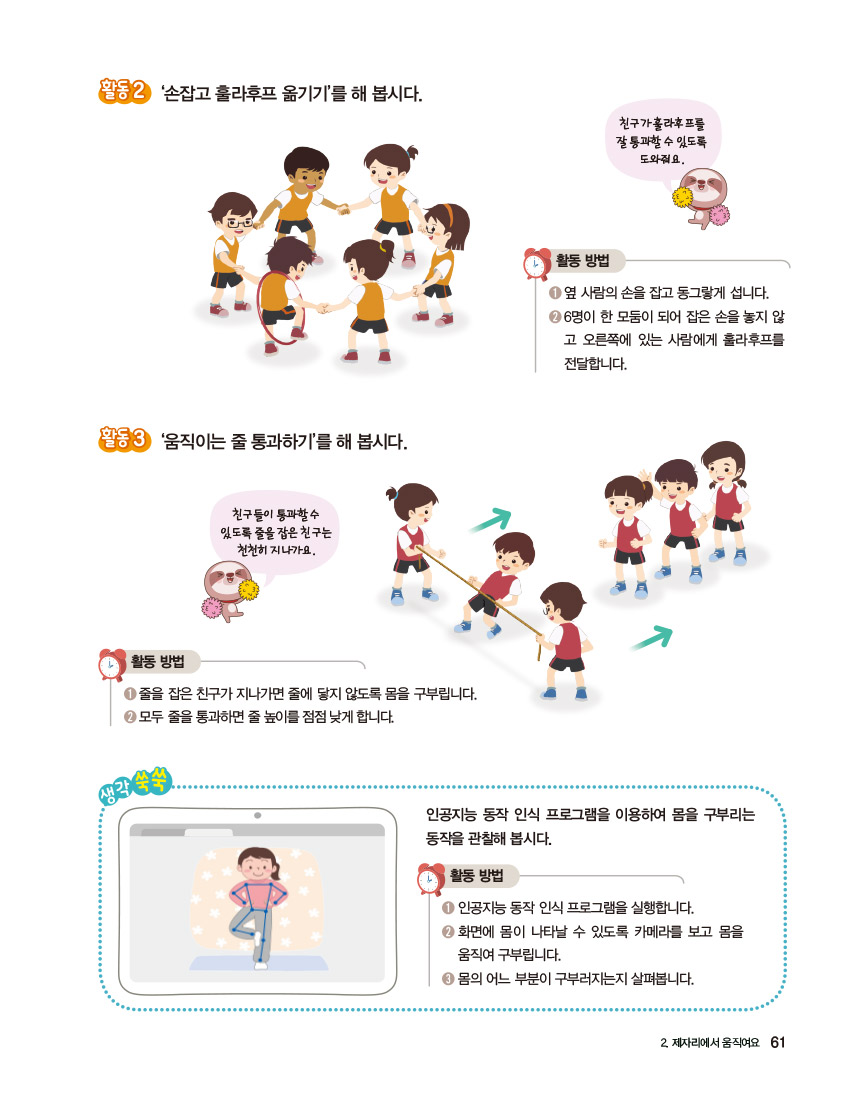 활동 2 '손잡고 훌라후프 옮기기'를 해 봅시다.
친구가 훌라후프를
잘 통과할 수 있도록
도와줘요.
활동 방법
❶ 옆 사람의 손을 잡고 동그랗게 섭니다.
❷ 6명이 한 모둠이 되어 잡은 손을 놓지 않
고 오른쪽에 있는 사람에게 훌라후프를
전달합니다.
활동 3 '움직이는 줄 통과하기'를 해 봅시다.
친구들이 통과할 수
있도록 줄을 잡은 친구는
천천히 지나가요.
활동 방법
❶ 줄을 잡은 친구가 지나가면 줄에 닿지 않도록 몸을 구부립니다.
❷ 모두 줄을 통과하면 줄 높이를 점점 낮게 합니다.
생각 쑥쑥
인공지능 동작 인식 프로그램을 이용하여 몸을 구부리는
동작을 관찰해 봅시다.
활동 방법
❶ 인공지능 동작 인식 프로그램을 실행합니다.
❷ 화면에 몸이 나타날 수 있도록 카메라를 보고 몸을
움직여 구부립니다.
❸ 몸의 어느 부분이 구부러지는지 살펴봅니다.
2. 제자리에서 움직여요 61